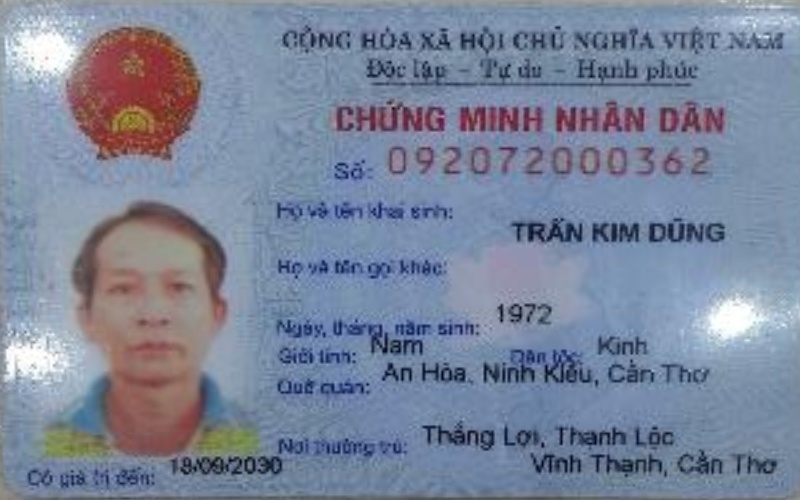 CỘNG HÒA XÃ HỘI CHỦ NGHĨA VIỆT NAM
Độc lập - Tự do - Hạnh phúc
CHỨNG MINH NHÂN DÂN
Số: 092072000362
Họ và tên khai sinh:
TRẦN KIM DŨNG
Họ và tên gọi khác:
Ngày, tháng, năm sinh: 1972
Giới tính: Nam Dân tộc: Kinh
Quê quán: An Hòa, Ninh Kiều, Cần Thơ
Nơi thường trú: Thắng Lợi, Thạnh Lộc
Vĩnh Thạnh, Cần Thơ
Có giá trị đến: 18/09/2030